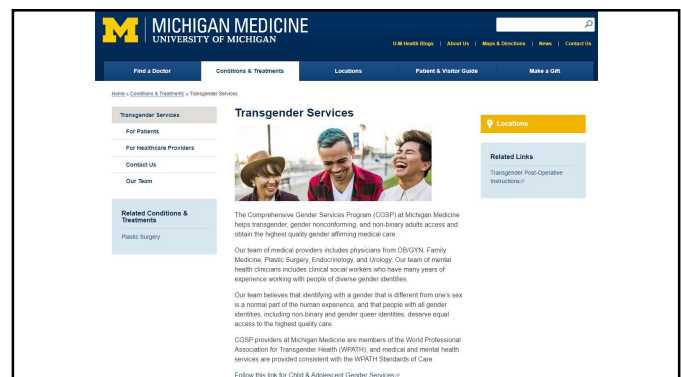 MICHIGAN MEDICINE
UNIVERSITY OF MICHIGAN
U-M Health Blogs | About Us | Maps & Directions | News | Contact Us
Find a Doctor
Conditions & Treatments
Locations
Patient & Visitor Guide
Make a Gift
Home » Conditions & Treatments » Transgender Services
Transgender Services
For Patients
For Healthcare Providers
Contact Us
Our Team
Related Conditions &
Treatments
Plastic Surgery
Transgender Services
The Comprehensive Gender Services Program (CGSP) at Michigan Medicine
helps transgender, gender nonconforming, and non-binary adults access and
obtain the highest quality gender affirming medical care.
Our team of medical providers includes physicians from OB/GYN, Family
Medicine, Plastic Surgery, Endocrinology, and Urology. Our team of mental
health clinicians includes clinical social workers who have many years of
experience working with people of diverse gender identities.
Our team believes that identifying with a gender that is different from one's sex
is a normal part of the human experience, and that people with all gender
identities, including non-binary and gender queer identities, deserve equal
access to the highest quality care.
CGSP providers at Michigan Medicine are members of the World Professional
Association for Transgender Health (WPATH), and medical and mental health
services are provided consistent with the WPATH Standards of Care.
Follow this link for Child & Adolescent Gender Services
Locations
Related Links
Transgender Post-Operative
Instructions